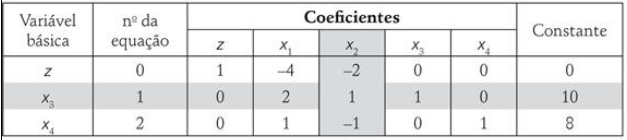 Variável básica nº da equação Coeficientes Constante
z x₁ x₂ x₃ x₄
z 0 1 –4 –2 0 0 0
x₃ 1 0 2 1 1 0 10
x₄ 2 0 1 –1 0 1 8